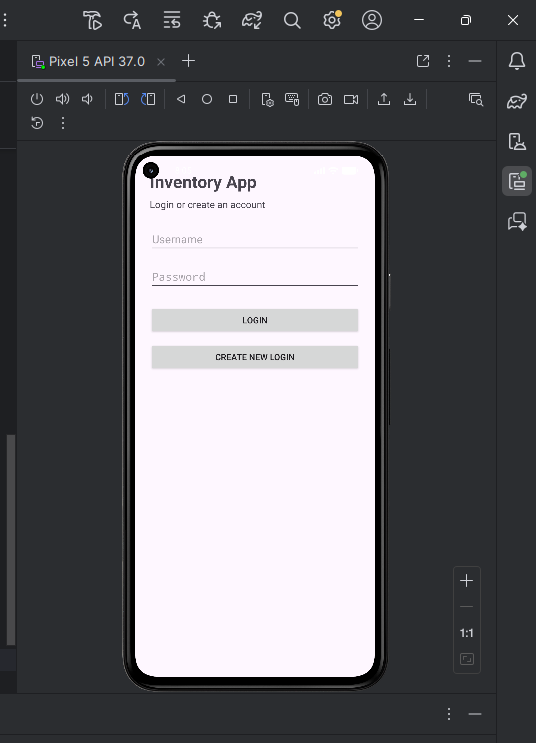 Pixel 5 API 37.0
Inventory App
Login or create an account
Username
Password
LOGIN
CREATE NEW LOGIN
1:1